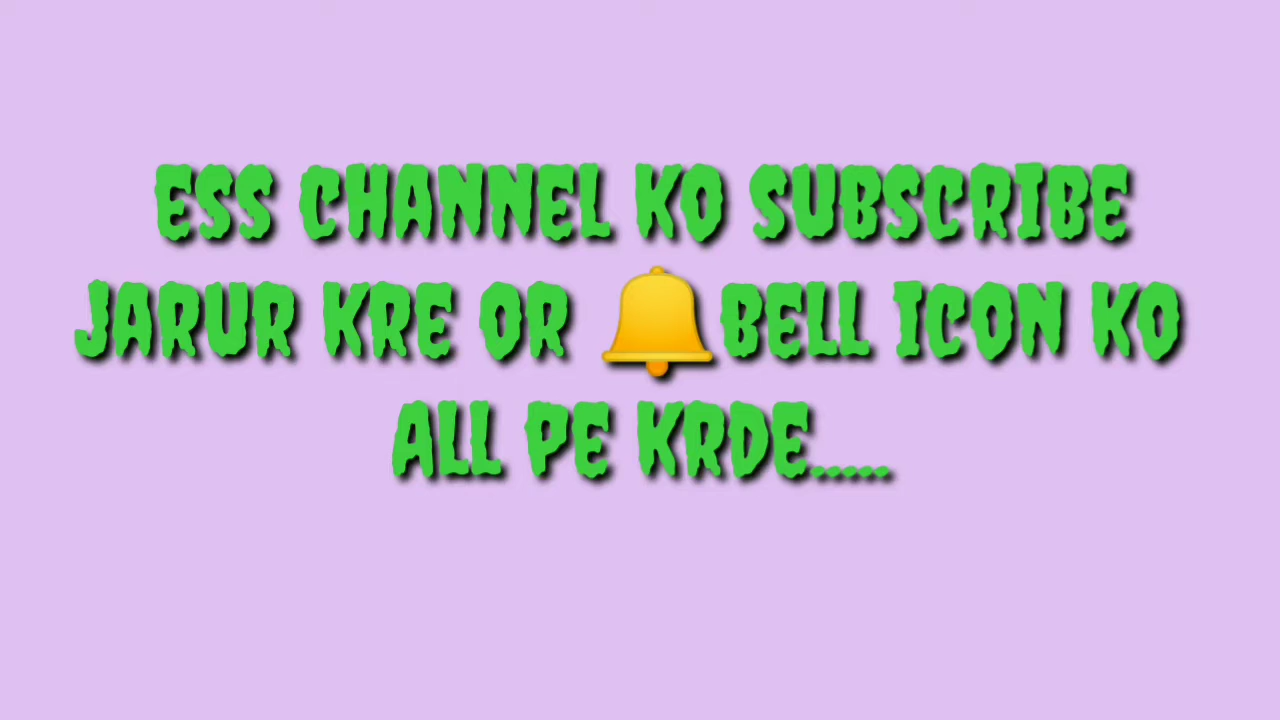 ESS CHANNEL KO SUBSCRIBE
JARUR KRE OR 🔔BELL ICON KO
ALL PE KRDE.....